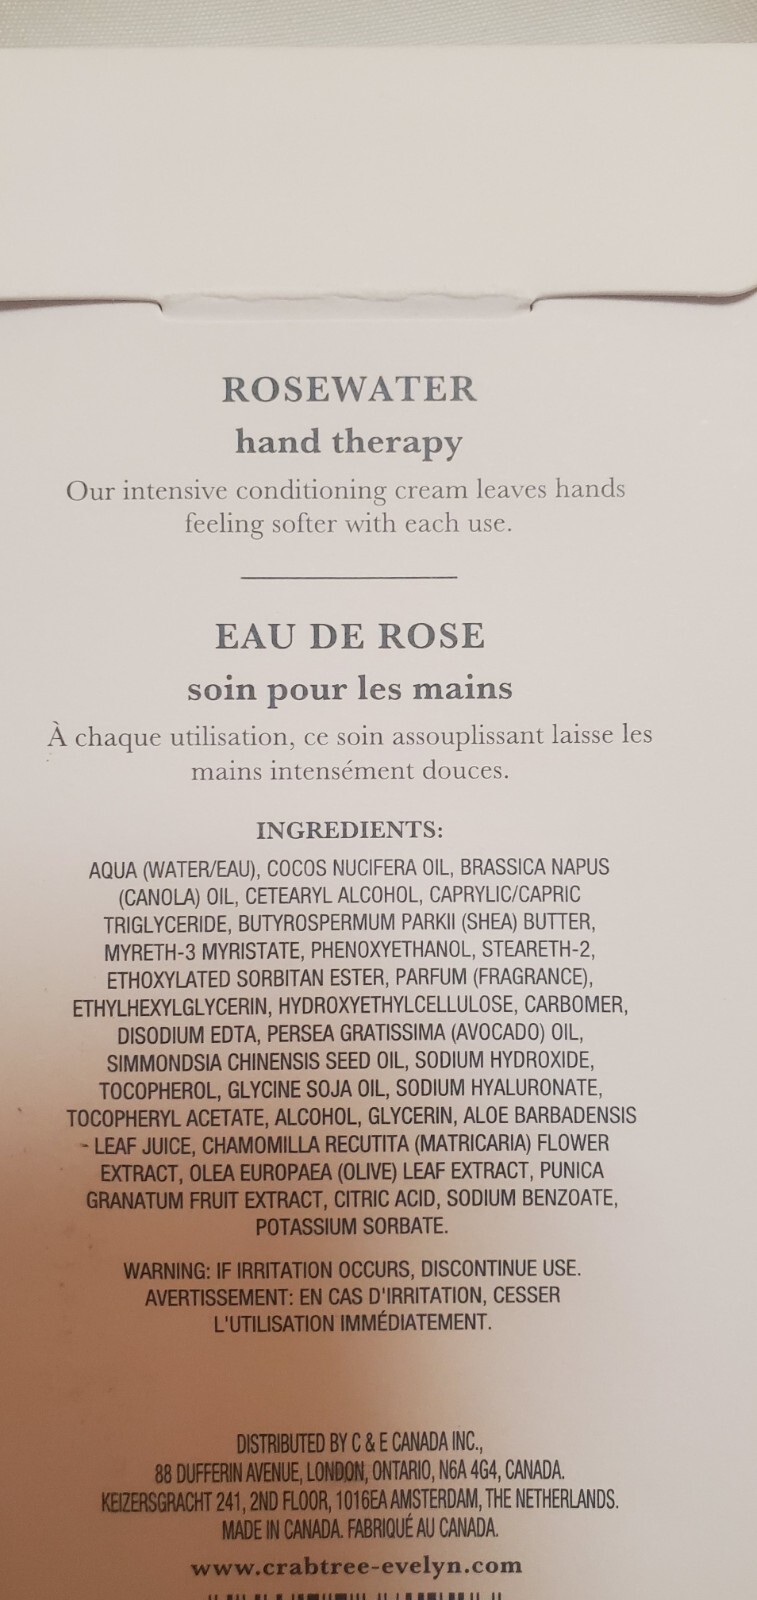 ROSEWATER
hand therapy
Our intensive conditioning cream leaves hands
feeling softer with each use.
EAU DE ROSE
soin pour les mains
À chaque utilisation, ce soin assouplissant laisse les
mains intensément douces.
INGREDIENTS:
AQUA (WATER/EAU), COCOS NUCIFERA OIL, BRASSICA NAPUS
(CANOLA) OIL, CETEARYL ALCOHOL, CAPRYLIC/CAPRIC
TRIGLYCERIDE, BUTYROSPERMUM PARKII (SHEA) BUTTER,
MYRETH-3 MYRISTATE, PHENOXYETHANOL, STEARETH-2,
ETHOXYLATED SORBITAN ESTER, PARFUM (FRAGRANCE),
ETHYLHEXYLGLYCERIN, HYDROXYETHYLCELLULOSE, CARBOMER,
DISODIUM EDTA, PERSEA GRATISSIMA (AVOCADO) OIL,
SIMMONDSIA CHINENSIS SEED OIL, SODIUM HYDROXIDE,
TOCOPHEROL, GLYCINE SOJA OIL, SODIUM HYALURONATE,
TOCOPHERYL ACETATE, ALCOHOL, GLYCERIN, ALOE BARBADENSIS
LEAF JUICE, CHAMOMILLA RECUTITA (MATRICARIA) FLOWER
EXTRACT, OLEA EUROPAEA (OLIVE) LEAF EXTRACT, PUNICA
GRANATUM FRUIT EXTRACT, CITRIC ACID, SODIUM BENZOATE,
POTASSIUM SORBATE.
WARNING: IF IRRITATION OCCURS, DISCONTINUE USE.
AVERTISSEMENT: EN CAS D'IRRITATION, CESSER
L'UTILISATION IMMÉDIATEMENT.
DISTRIBUTED BY C & E CANADA INC.,
88 DUFFERIN AVENUE, LONDON, ONTARIO, N6A 4G4, CANADA.
KEIZERSGRACHT 241, 2ND FLOOR, 1016EA AMSTERDAM, THE NETHERLANDS.
MADE IN CANADA. FABRIQUÉ AU CANADA.
www.crabtree-evelyn.com